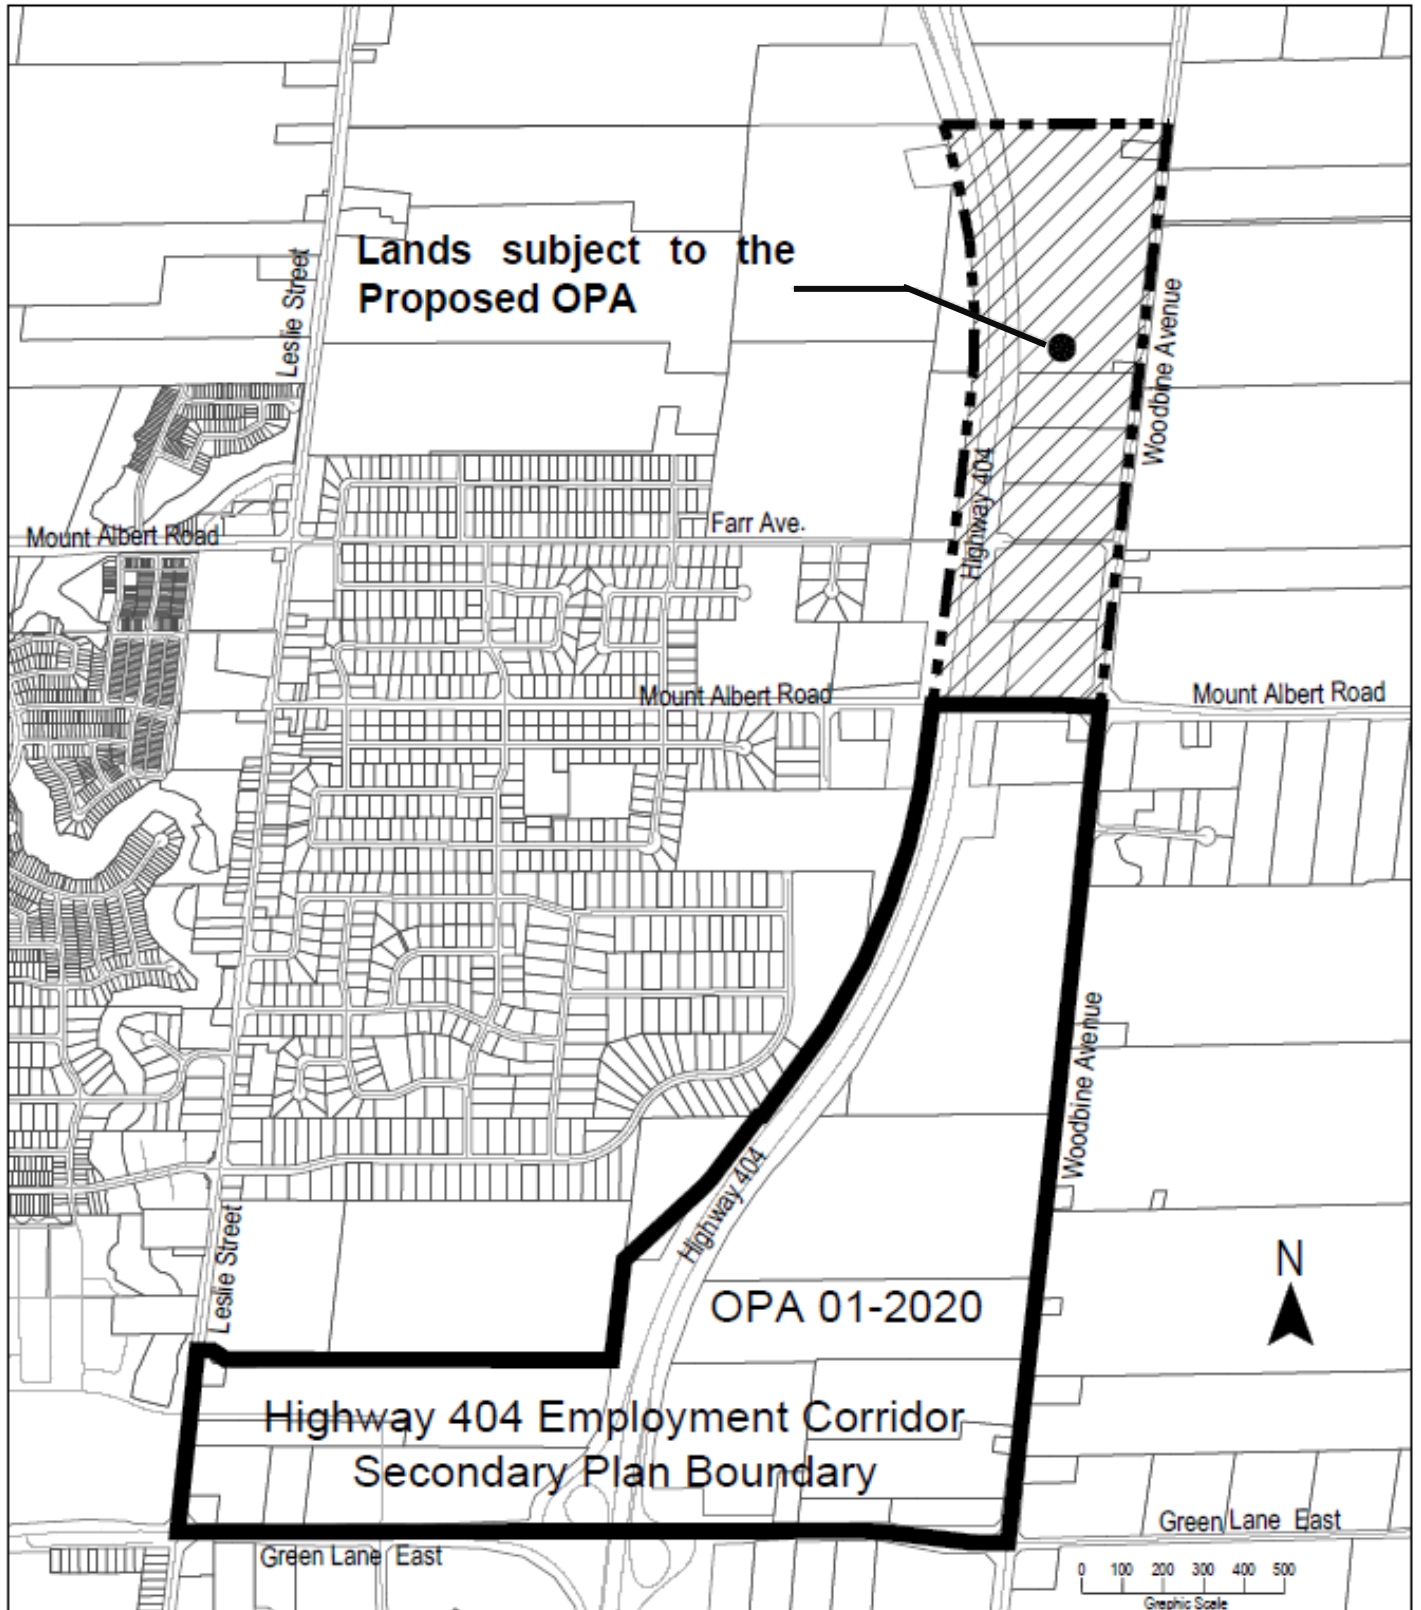 Lands subject to the
Proposed OPA
Leslie Street
Woodbine Avenue
Highway 404
Mount Albert Road
Farr Ave.
Mount Albert Road
Mount Albert Road
Woodbine Avenue
Highway 404
Leslie Street
N
OPA 01-2020
Highway 404 Employment Corridor
Secondary Plan Boundary
Green Lane East
Green Lane East
0 100 200 300 400 500
Graphic Scale